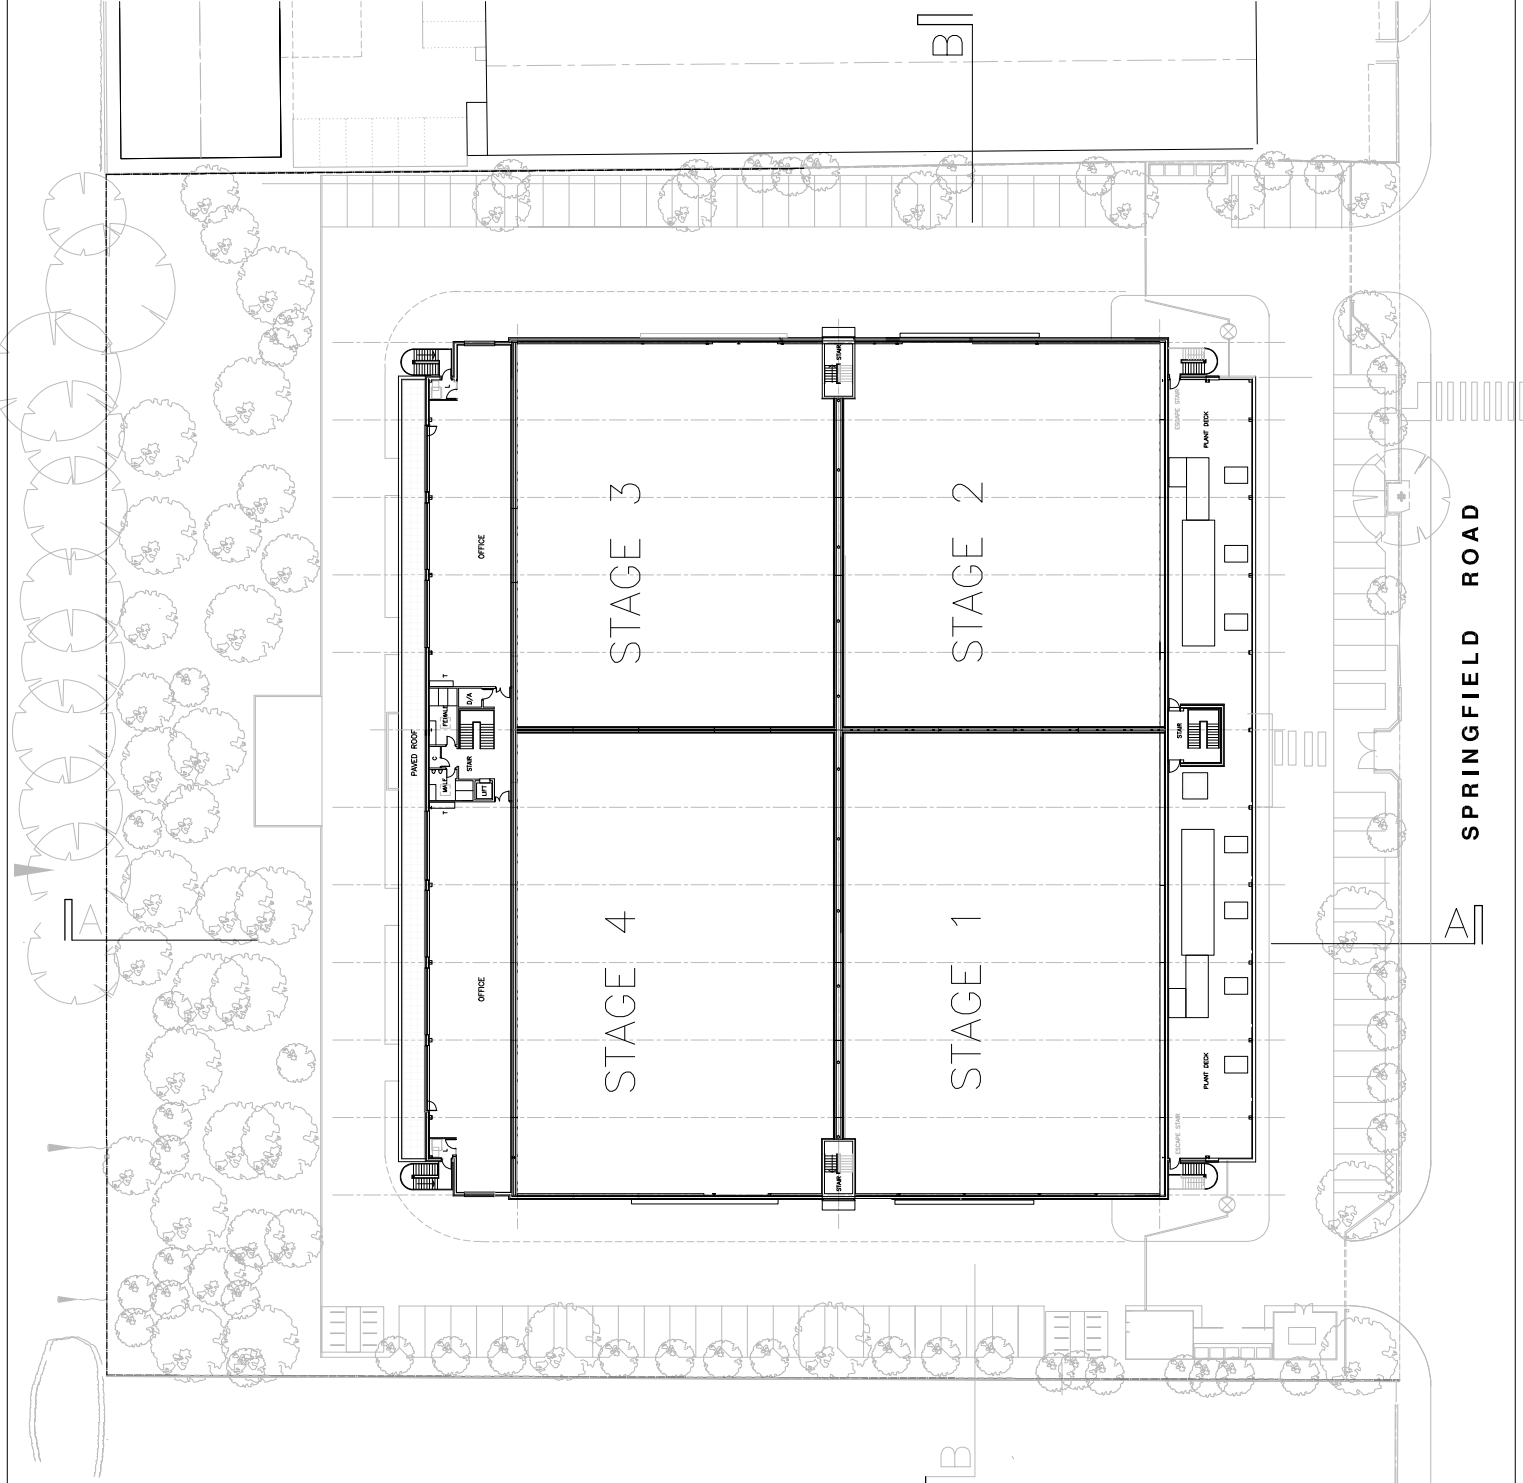 B
STAIR
L
ESCAPE STAIR
PLANT DECK
STAGE 3
STAGE 2
OFFICE
SPRINGFIELD ROAD
T
D/A
FEMALE
PAVED ROOF
STAIR
C
MALE
LIFT
T
STAIR
A
A
STAGE 4
STAGE 1
OFFICE
PLANT DECK
ESCAPE STAIR
L
STAIR
B